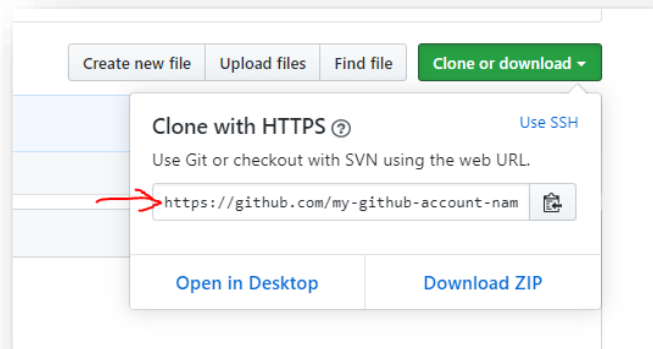 Create new file Upload files Find file Clone or download
Clone with HTTPS ? Use SSH
Use Git or checkout with SVN using the web URL.
https://github.com/my-github-account-nam
Open in Desktop Download ZIP